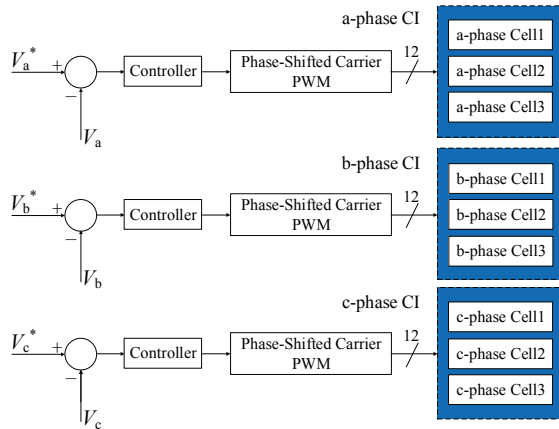 a-phase CI
V_a^*
+
−
V_a
Controller
Phase-Shifted Carrier
PWM
12
a-phase Cell1
a-phase Cell2
a-phase Cell3
b-phase CI
V_b^*
+
−
V_b
Controller
Phase-Shifted Carrier
PWM
12
b-phase Cell1
b-phase Cell2
b-phase Cell3
c-phase CI
V_c^*
+
−
V_c
Controller
Phase-Shifted Carrier
PWM
12
c-phase Cell1
c-phase Cell2
c-phase Cell3